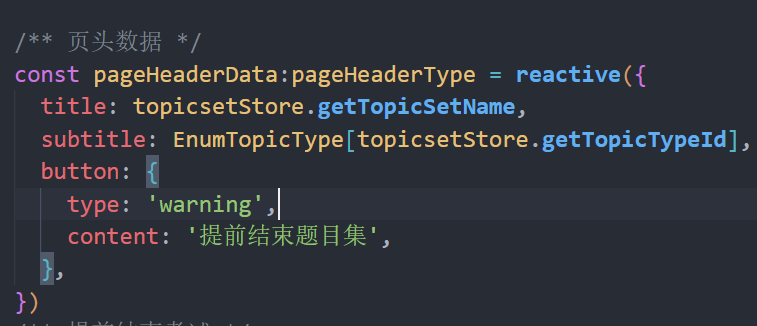 /** 页头数据 */
const pageHeaderData:pageHeaderType = reactive({
title: topicsetStore.getTopicSetName,
subtitle: EnumTopicType[topicsetStore.getTopicTypeId],
button: {
type: 'warning',
content: '提前结束题目集',
},
})